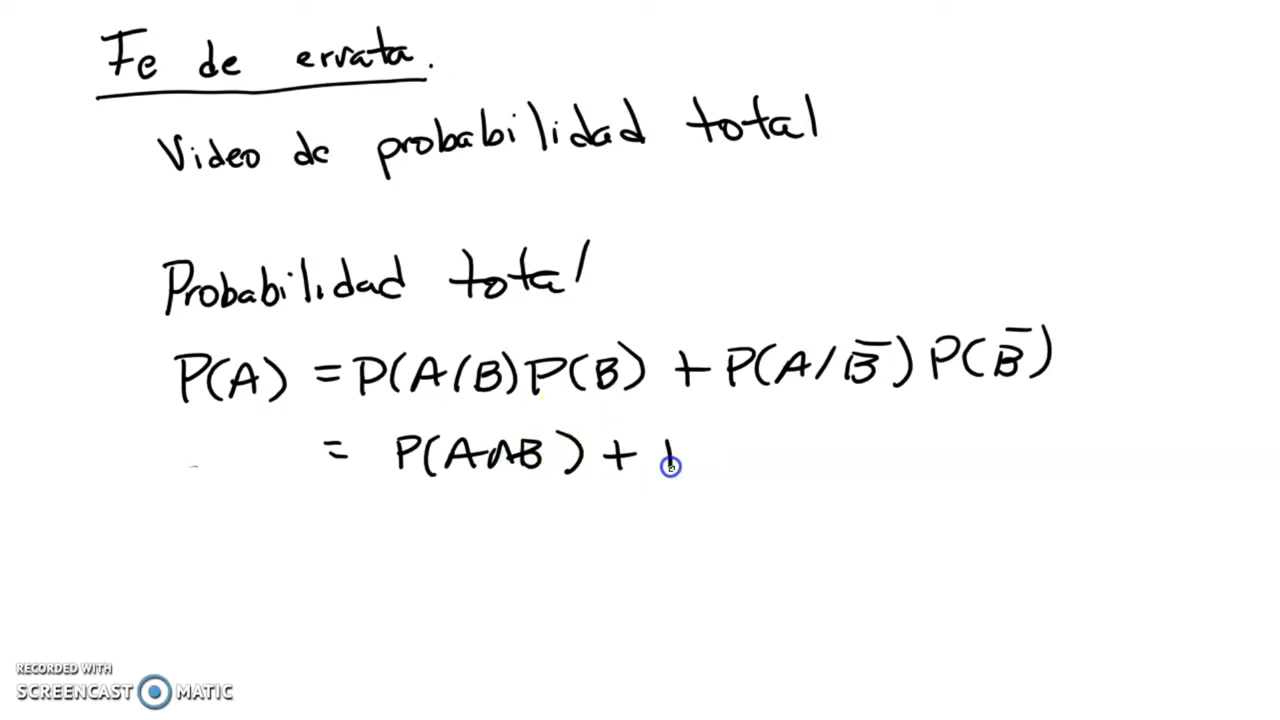 Fe de errata.
Video de probabilidad total
Probabilidad total
P(A) = P(A/B)P(B) + P(A/B̅) P(B̅)
= P(A∩B) +
RECORDED WITH
SCREENCAST MATIC